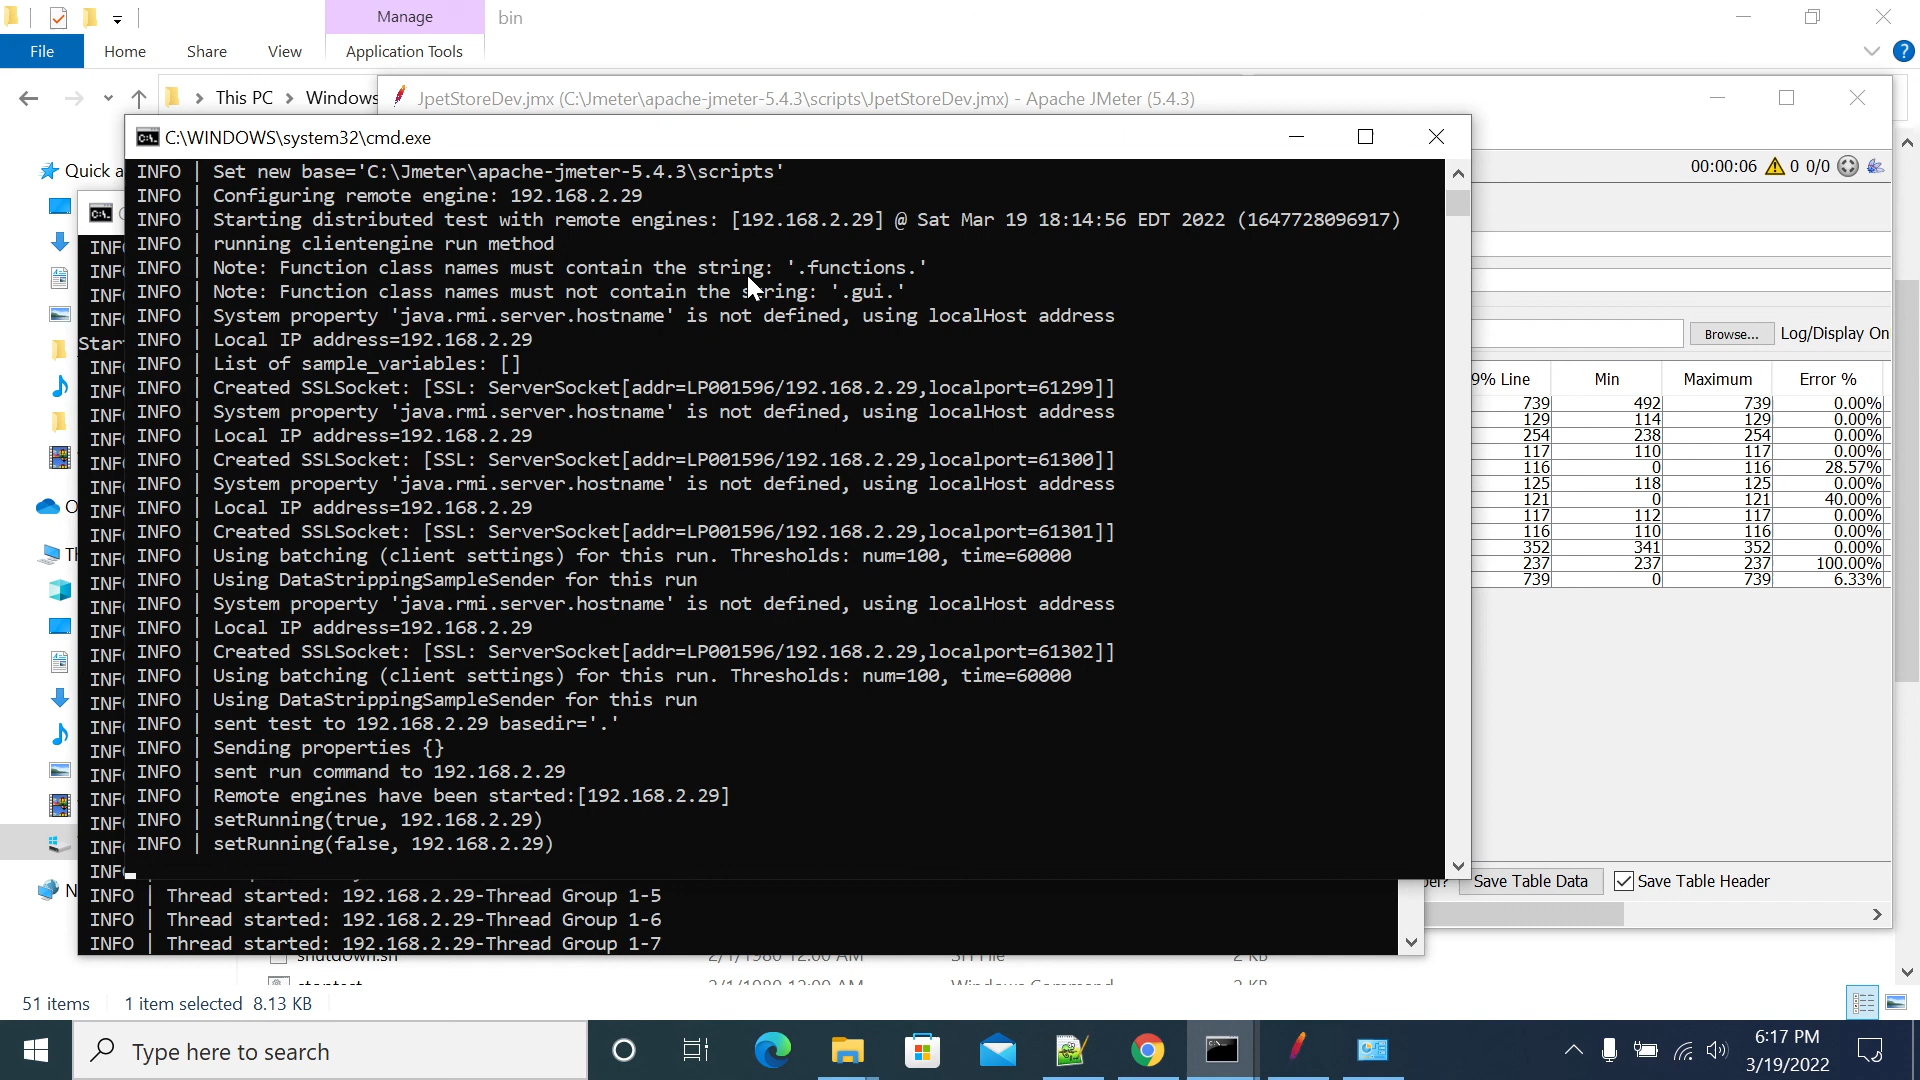 Manage
bin
File
Home
Share
View
Application Tools
This PC
Windows
JpetStoreDev.jmx (C:\Jmeter\apache-jmeter-5.4.3\scripts\JpetStoreDev.jmx) - Apache JMeter (5.4.3)
C:\WINDOWS\system32\cmd.exe
Quick a
00:00:06
0 0/0
INFO | Set new base='C:\Jmeter\apache-jmeter-5.4.3\scripts'
INFO | Configuring remote engine: 192.168.2.29
INFO | Starting distributed test with remote engines: [192.168.2.29] @ Sat Mar 19 18:14:56 EDT 2022 (1647728096917)
INFO | running clientengine run method
INFO | Note: Function class names must contain the string: '.functions.'
INFO | Note: Function class names must not contain the string: '.gui.'
INFO | System property 'java.rmi.server.hostname' is not defined, using localHost address
INFO | Local IP address=192.168.2.29
INFO | List of sample_variables: []
INFO | Created SSLSocket: [SSL: ServerSocket[addr=LP001596/192.168.2.29,localport=61299]]
INFO | System property 'java.rmi.server.hostname' is not defined, using localHost address
INFO | Local IP address=192.168.2.29
INFO | Created SSLSocket: [SSL: ServerSocket[addr=LP001596/192.168.2.29,localport=61300]]
INFO | System property 'java.rmi.server.hostname' is not defined, using localHost address
INFO | Local IP address=192.168.2.29
INFO | Created SSLSocket: [SSL: ServerSocket[addr=LP001596/192.168.2.29,localport=61301]]
INFO | Using batching (client settings) for this run. Thresholds: num=100, time=60000
INFO | Using DataStrippingSampleSender for this run
INFO | System property 'java.rmi.server.hostname' is not defined, using localHost address
INFO | Local IP address=192.168.2.29
INFO | Created SSLSocket: [SSL: ServerSocket[addr=LP001596/192.168.2.29,localport=61302]]
INFO | Using batching (client settings) for this run. Thresholds: num=100, time=60000
INFO | Using DataStrippingSampleSender for this run
INFO | sent test to 192.168.2.29 basedir='.'
INFO | Sending properties {}
INFO | sent run command to 192.168.2.29
INFO | Remote engines have been started:[192.168.2.29]
INFO | setRunning(true, 192.168.2.29)
INFO | setRunning(false, 192.168.2.29)
INFO | Thread started: 192.168.2.29-Thread Group 1-5
INFO | Thread started: 192.168.2.29-Thread Group 1-6
INFO | Thread started: 192.168.2.29-Thread Group 1-7
Star
Browse...
Log/Display On
9% Line Min Maximum Error %
739 492 739 0.00%
129 114 129 0.00%
254 238 254 0.00%
117 110 117 0.00%
116 0 116 28.57%
125 118 125 0.00%
121 0 121 40.00%
117 112 117 0.00%
116 110 116 0.00%
352 341 352 0.00%
237 237 237 100.00%
739 0 739 6.33%
Save Table Data
Save Table Header
51 items
1 item selected 8.13 KB
Type here to search
6:17 PM
3/19/2022